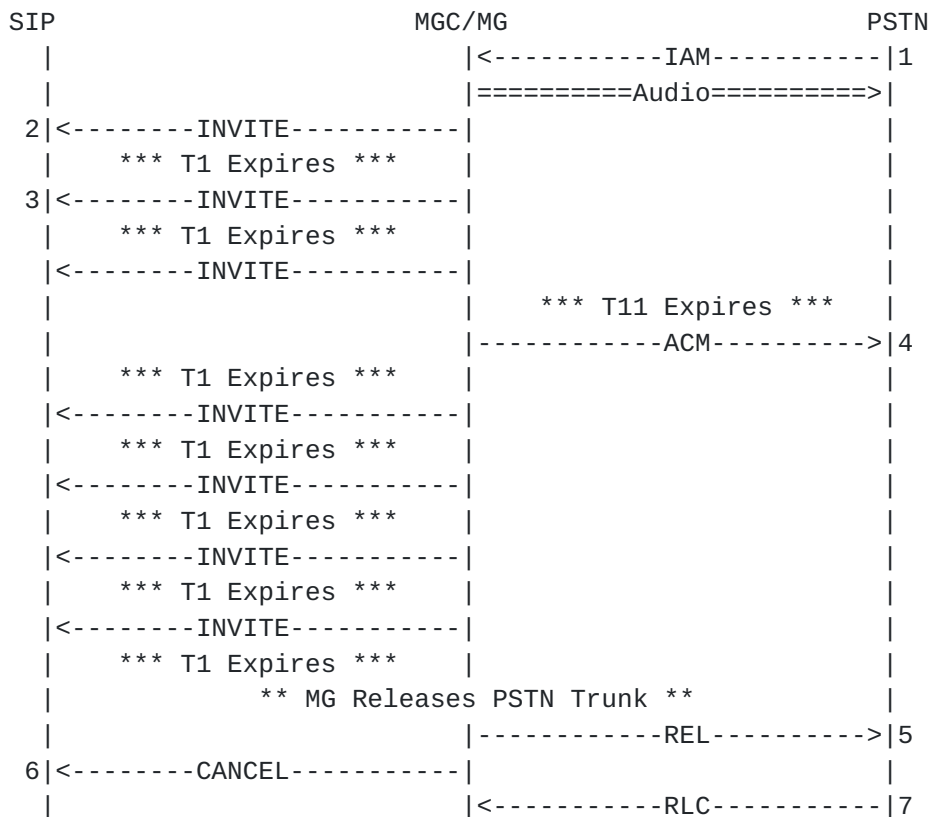 SIP                       MGC/MG                       PSTN
  |                          |<-----------IAM-----------|1
  |                          |==========Audio==========>|
 2|<--------INVITE-----------|                          |
  |    *** T1 Expires ***    |                          |
 3|<--------INVITE-----------|                          |
  |    *** T1 Expires ***    |                          |
  |<--------INVITE-----------|                          |
  |                          |    *** T11 Expires ***   |
  |                          |------------ACM---------->|4
  |    *** T1 Expires ***    |                          |
  |<--------INVITE-----------|                          |
  |    *** T1 Expires ***    |                          |
  |<--------INVITE-----------|                          |
  |    *** T1 Expires ***    |                          |
  |<--------INVITE-----------|                          |
  |    *** T1 Expires ***    |                          |
  |<--------INVITE-----------|                          |
  |    *** T1 Expires ***    |                          |
  |             ** MG Releases PSTN Trunk **            |
  |                          |------------REL---------->|5
 6|<--------CANCEL-----------|                          |
  |                          |<-----------RLC-----------|7